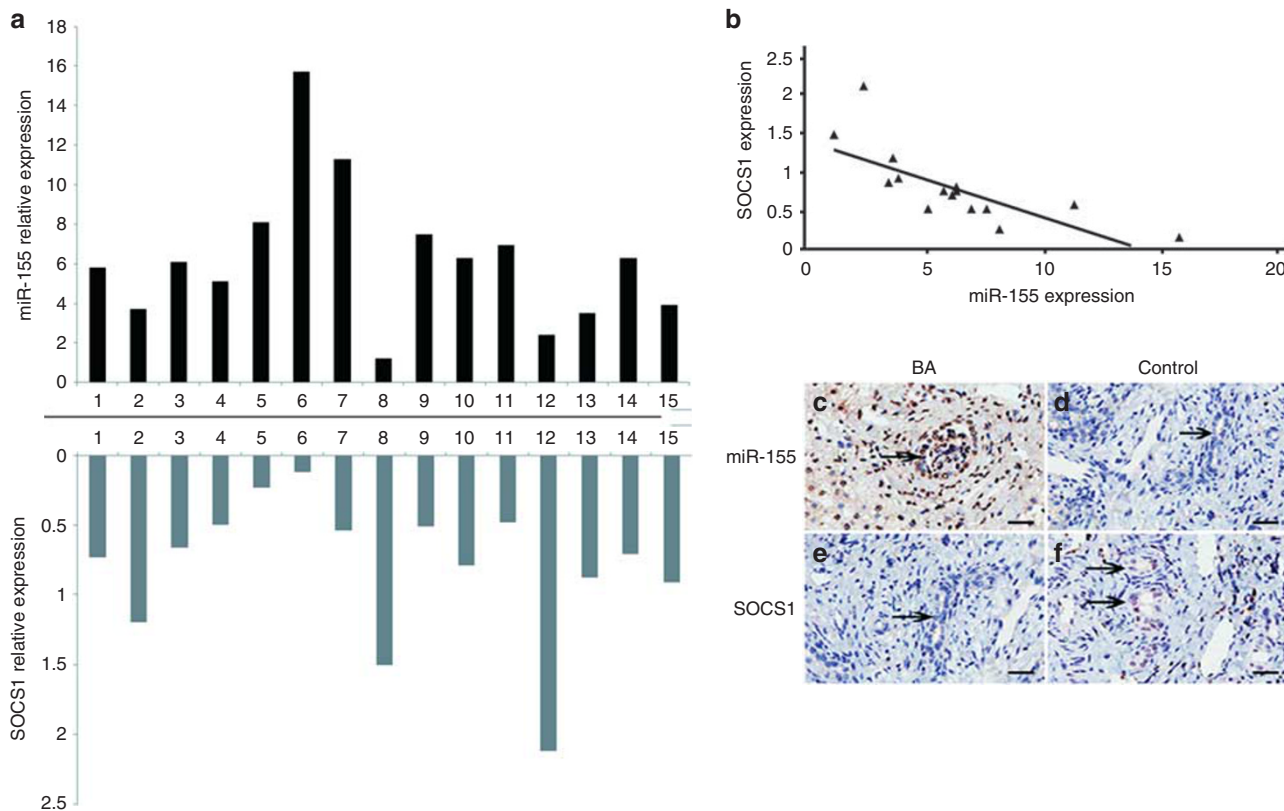 a
miR-155 relative expression
18
16
14
12
10
8
6
4
2
0
1 2 3 4 5 6 7 8 9 10 11 12 13 14 15
1 2 3 4 5 6 7 8 9 10 11 12 13 14 15
SOCS1 relative expression
0
0.5
1
1.5
2
2.5
b
SOCS1 expression
2.5
2
1.5
1
0.5
0
0 5 10 15 20
miR-155 expression
BA Control
miR-155
c d
SOCS1
e f